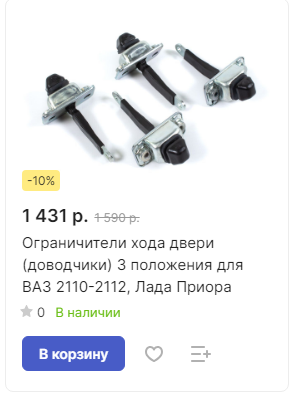 -10%
1 431 р. 1 590 р.
Ограничители хода двери
(доводчики) 3 положения для
ВАЗ 2110-2112, Лада Приора
0 В наличии
В корзину